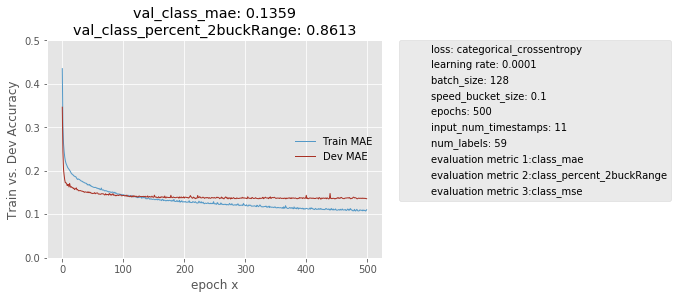 val_class_mae: 0.1359
val_class_percent_2buckRange: 0.8613
Train vs. Dev Accuracy
0.5
0.4
0.3
0.2
0.1
0.0
0
100
200
300
400
500
epoch x
Train MAE
Dev MAE
loss: categorical_crossentropy
learning rate: 0.0001
batch_size: 128
speed_bucket_size: 0.1
epochs: 500
input_num_timestamps: 11
num_labels: 59
evaluation metric 1:class_mae
evaluation metric 2:class_percent_2buckRange
evaluation metric 3:class_mse